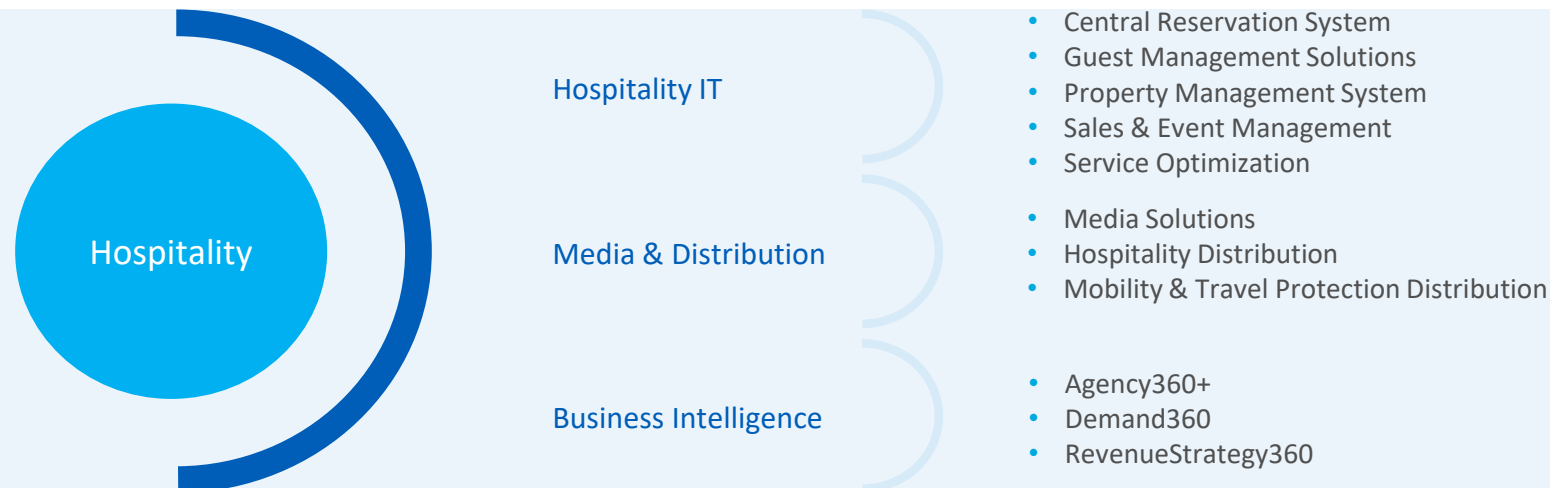 Hospitality
Hospitality IT
• Central Reservation System
• Guest Management Solutions
• Property Management System
• Sales & Event Management
• Service Optimization
Media & Distribution
• Media Solutions
• Hospitality Distribution
• Mobility & Travel Protection Distribution
Business Intelligence
• Agency360+
• Demand360
• RevenueStrategy360